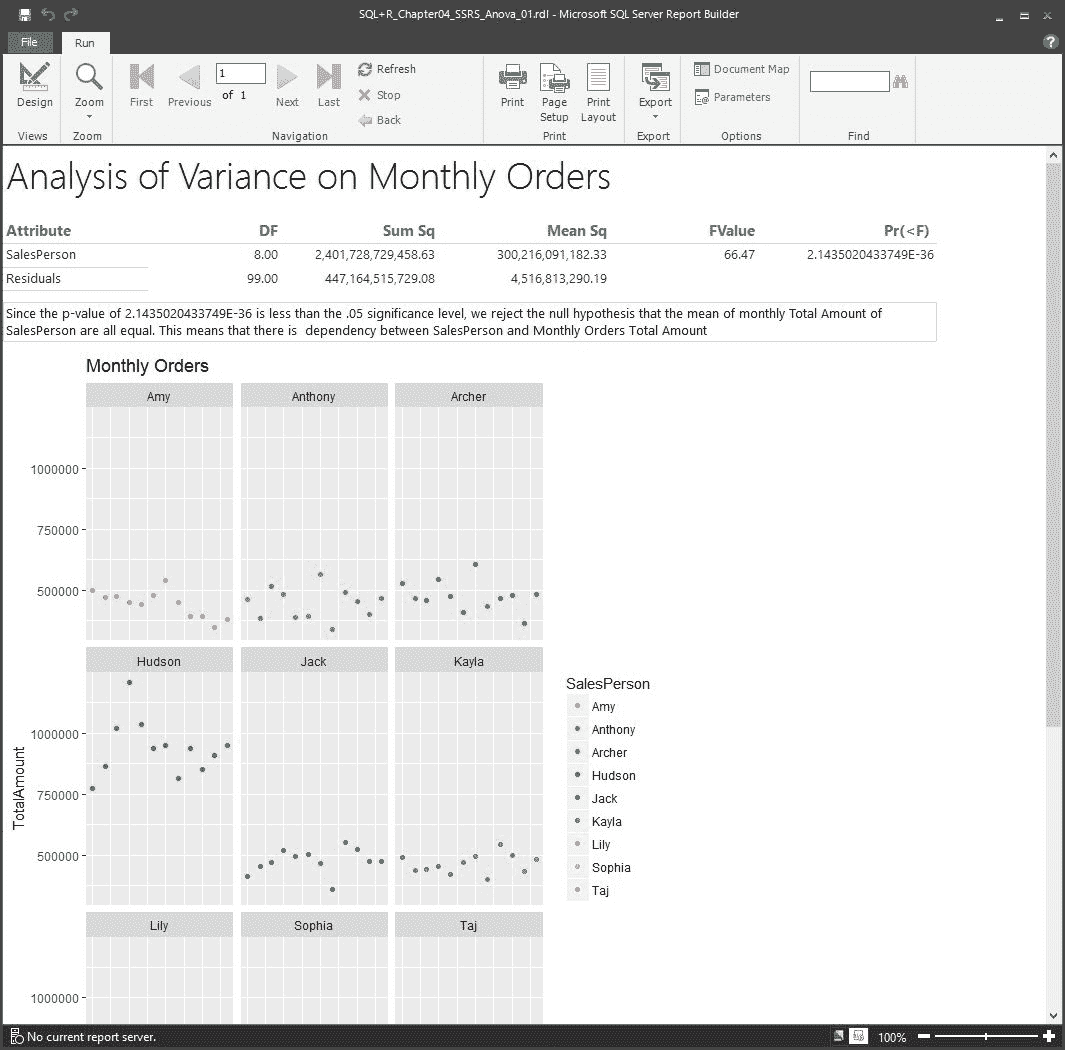 SQL+R_Chapter04_SSRS_Anova_01.rdl - Microsoft SQL Server Report Builder
File Run ?
Design
Zoom
First
Previous
1
of 1
Next
Last
Refresh
Stop
Back
Print
Page
Setup
Print
Layout
Export
Document Map
Parameters
Views Zoom Navigation Print Export Options Find
Analysis of Variance on Monthly Orders
Attribute DF Sum Sq Mean Sq FValue Pr(<F)
SalesPerson 8.00 2,401,728,729,458.63 300,216,091,182.33 66.47 2.1435020433749E-36
Residuals 99.00 447,164,515,729.08 4,516,813,290.19
Since the p-value of 2.1435020433749E-36 is less than the .05 significance level, we reject the null hypothesis that the mean of monthly Total Amount of
SalesPerson are all equal. This means that there is dependency between SalesPerson and Monthly Orders Total Amount
Monthly Orders
Amy Anthony Archer
1000000
750000
500000
Hudson Jack Kayla
1000000
750000
500000
Lily Sophia Taj
1000000
TotalAmount
SalesPerson
Amy
Anthony
Archer
Hudson
Jack
Kayla
Lily
Sophia
Taj
No current report server.
100%